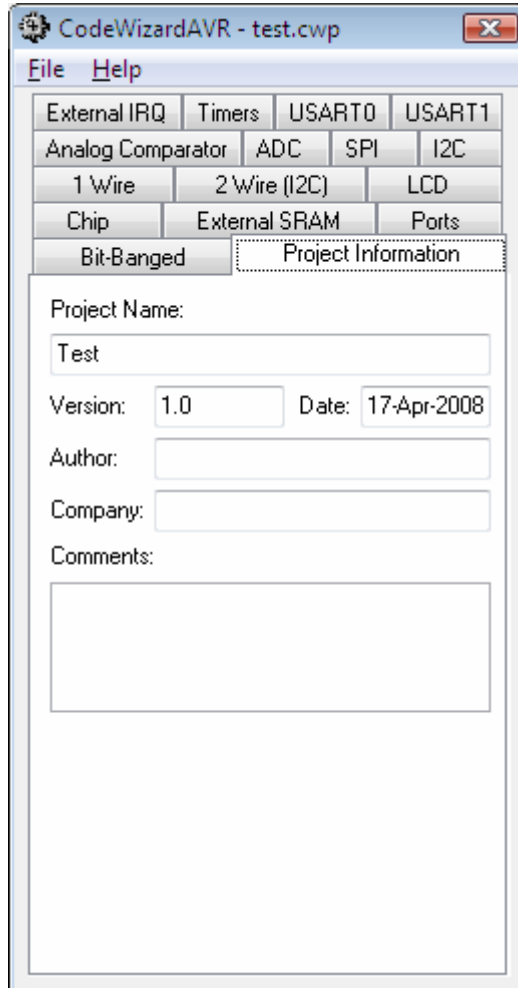 CodeWizardAVR - test.cwp
File Help
External IRQ Timers USART0 USART1
Analog Comparator ADC SPI I2C
1 Wire 2 Wire (I2C) LCD
Chip External SRAM Ports
Bit-Banged Project Information
Project Name:
Test
Version: 1.0 Date: 17-Apr-2008
Author:
Company:
Comments: